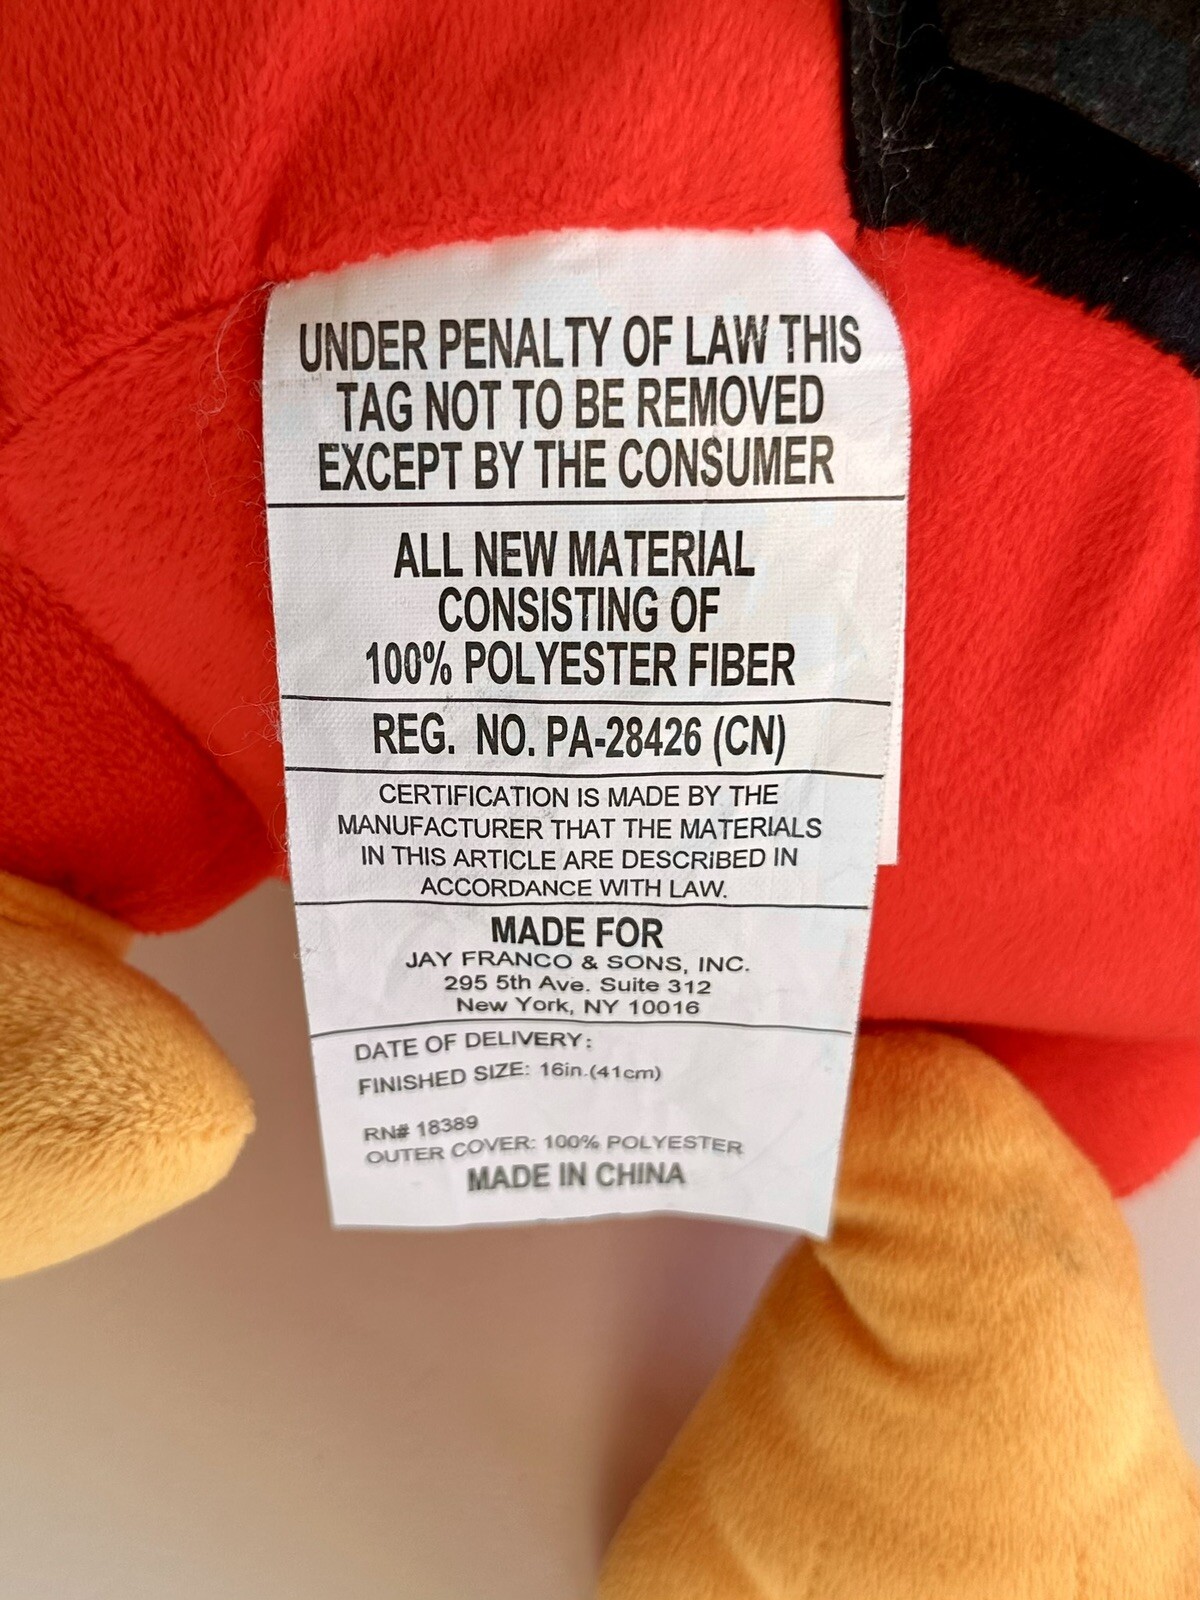 UNDER PENALTY OF LAW THIS
TAG NOT TO BE REMOVED
EXCEPT BY THE CONSUMER
ALL NEW MATERIAL
CONSISTING OF
100% POLYESTER FIBER
REG. NO. PA-28426 (CN)
CERTIFICATION IS MADE BY THE
MANUFACTURER THAT THE MATERIALS
IN THIS ARTICLE ARE DESCRIBED IN
ACCORDANCE WITH LAW.
MADE FOR
JAY FRANCO & SONS, INC.
295 5th Ave. Suite 312
New York, NY 10016
DATE OF DELIVERY:
FINISHED SIZE: 16in.(41cm)
RN# 18389
OUTER COVER: 100% POLYESTER
MADE IN CHINA